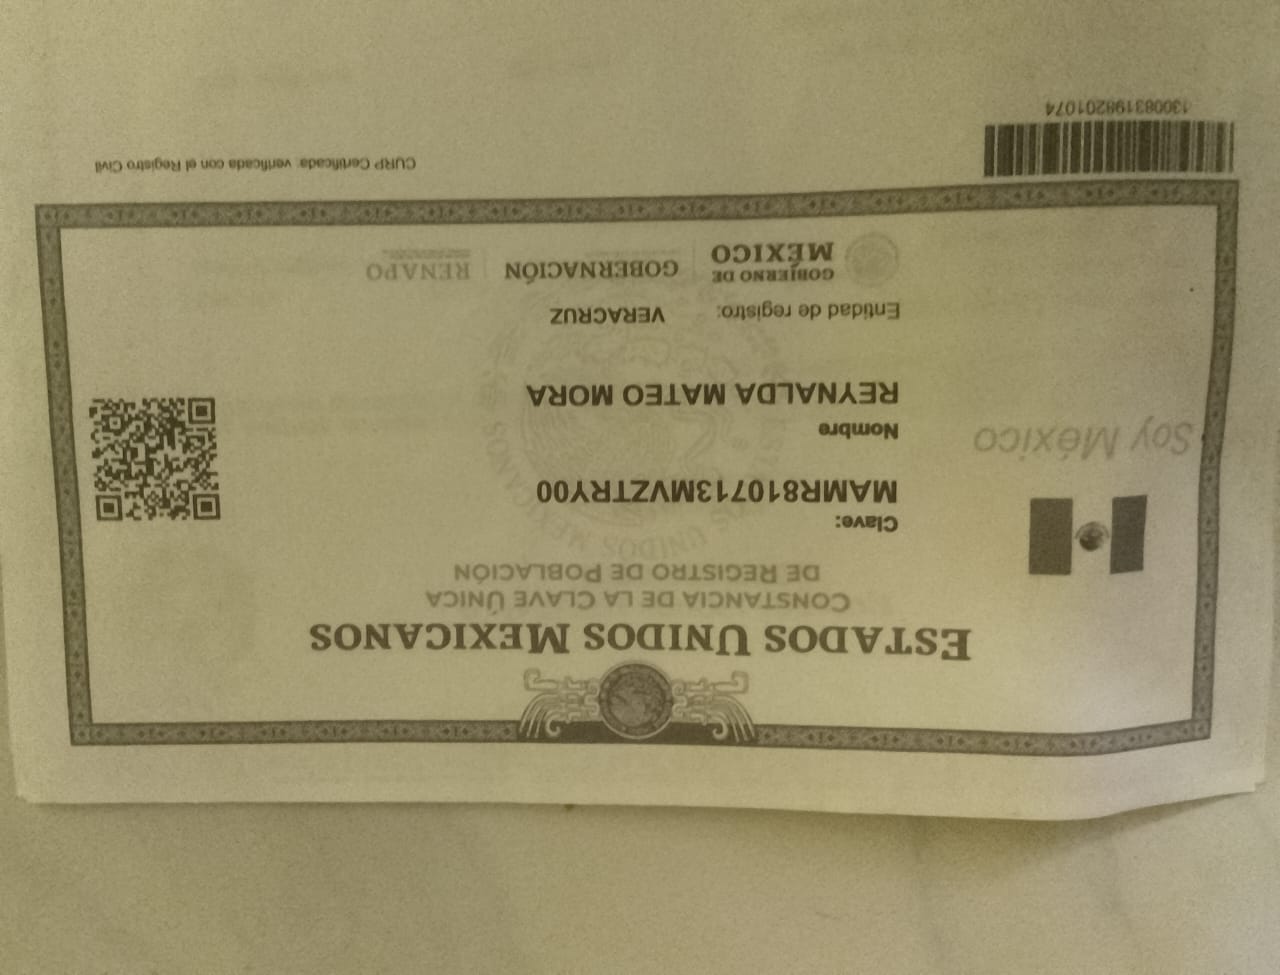 ESTADOS UNIDOS MEXICANOS
CONSTANCIA DE LA CLAVE ÚNICA
DE REGISTRO DE POBLACIÓN
Clave:
MAMR810713MVZTRY00
Soy México
Nombre
REYNALDA MATEO MORA
Entidad de registro: VERACRUZ
GOBIERNO DE MÉXICO
GOBERNACIÓN
RENAPO
CURP Certificada: verificada con el Registro Civil
130083198201074